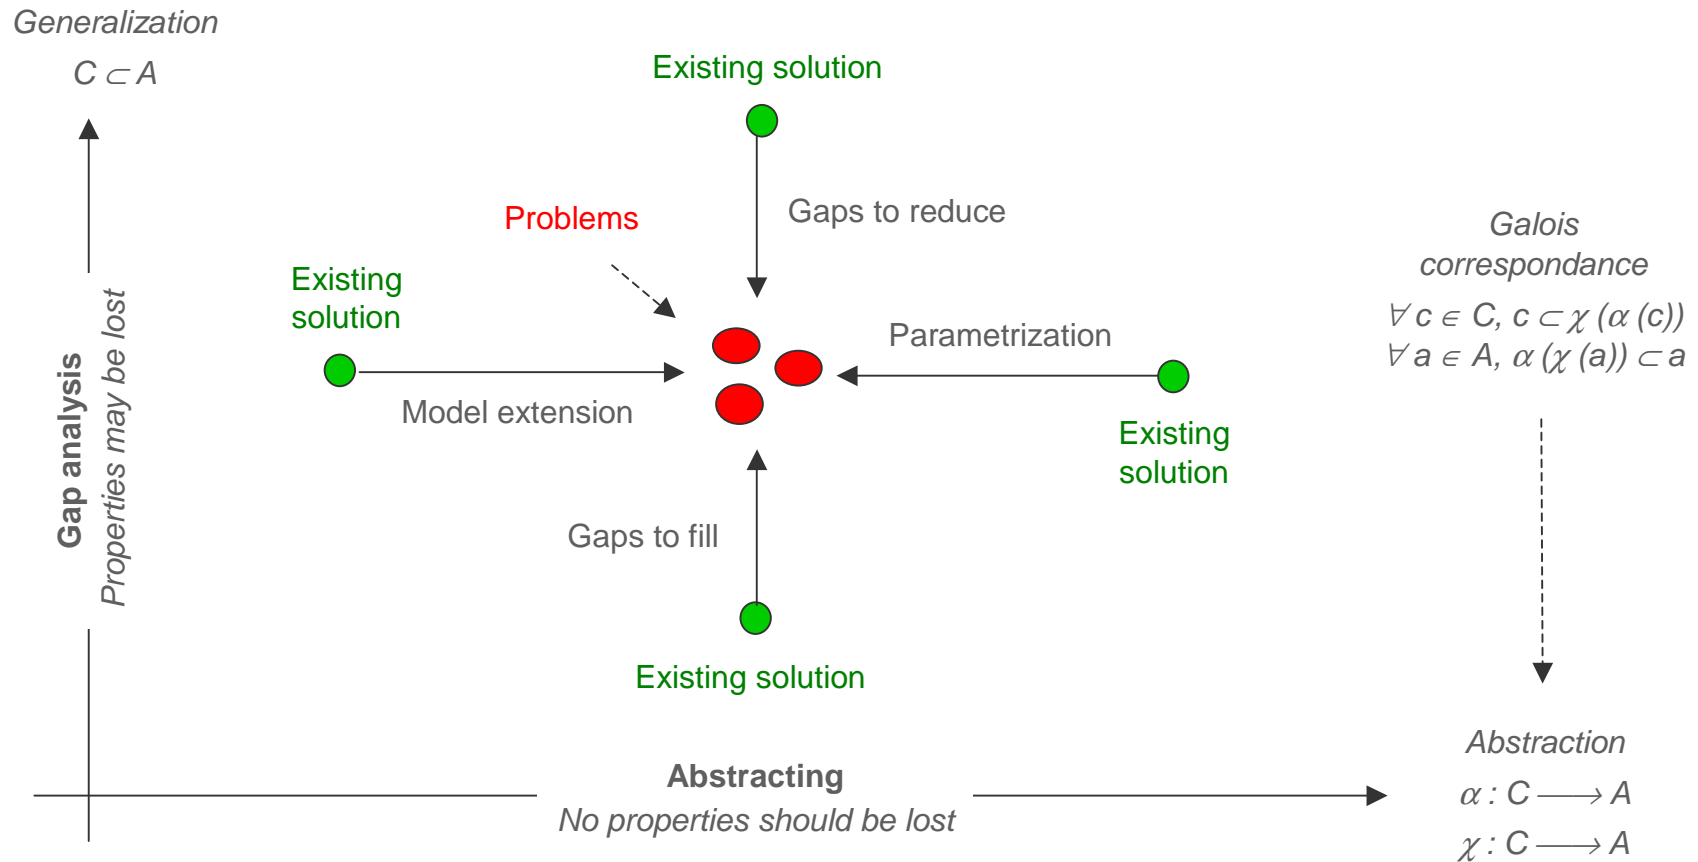 Generalization
C ⊂ A
Existing solution
Problems
Gaps to reduce
Existing
solution
Galois
correspondance
∀ c ∈ C, c ⊂ χ (α (c))
∀ a ∈ A, α (χ (a)) ⊂ a
Parametrization
Model extension
Existing
solution
Gap analysis
Properties may be lost
Gaps to fill
Existing solution
Abstracting
No properties should be lost
Abstraction
α : C ⟶ A
χ : C ⟶ A